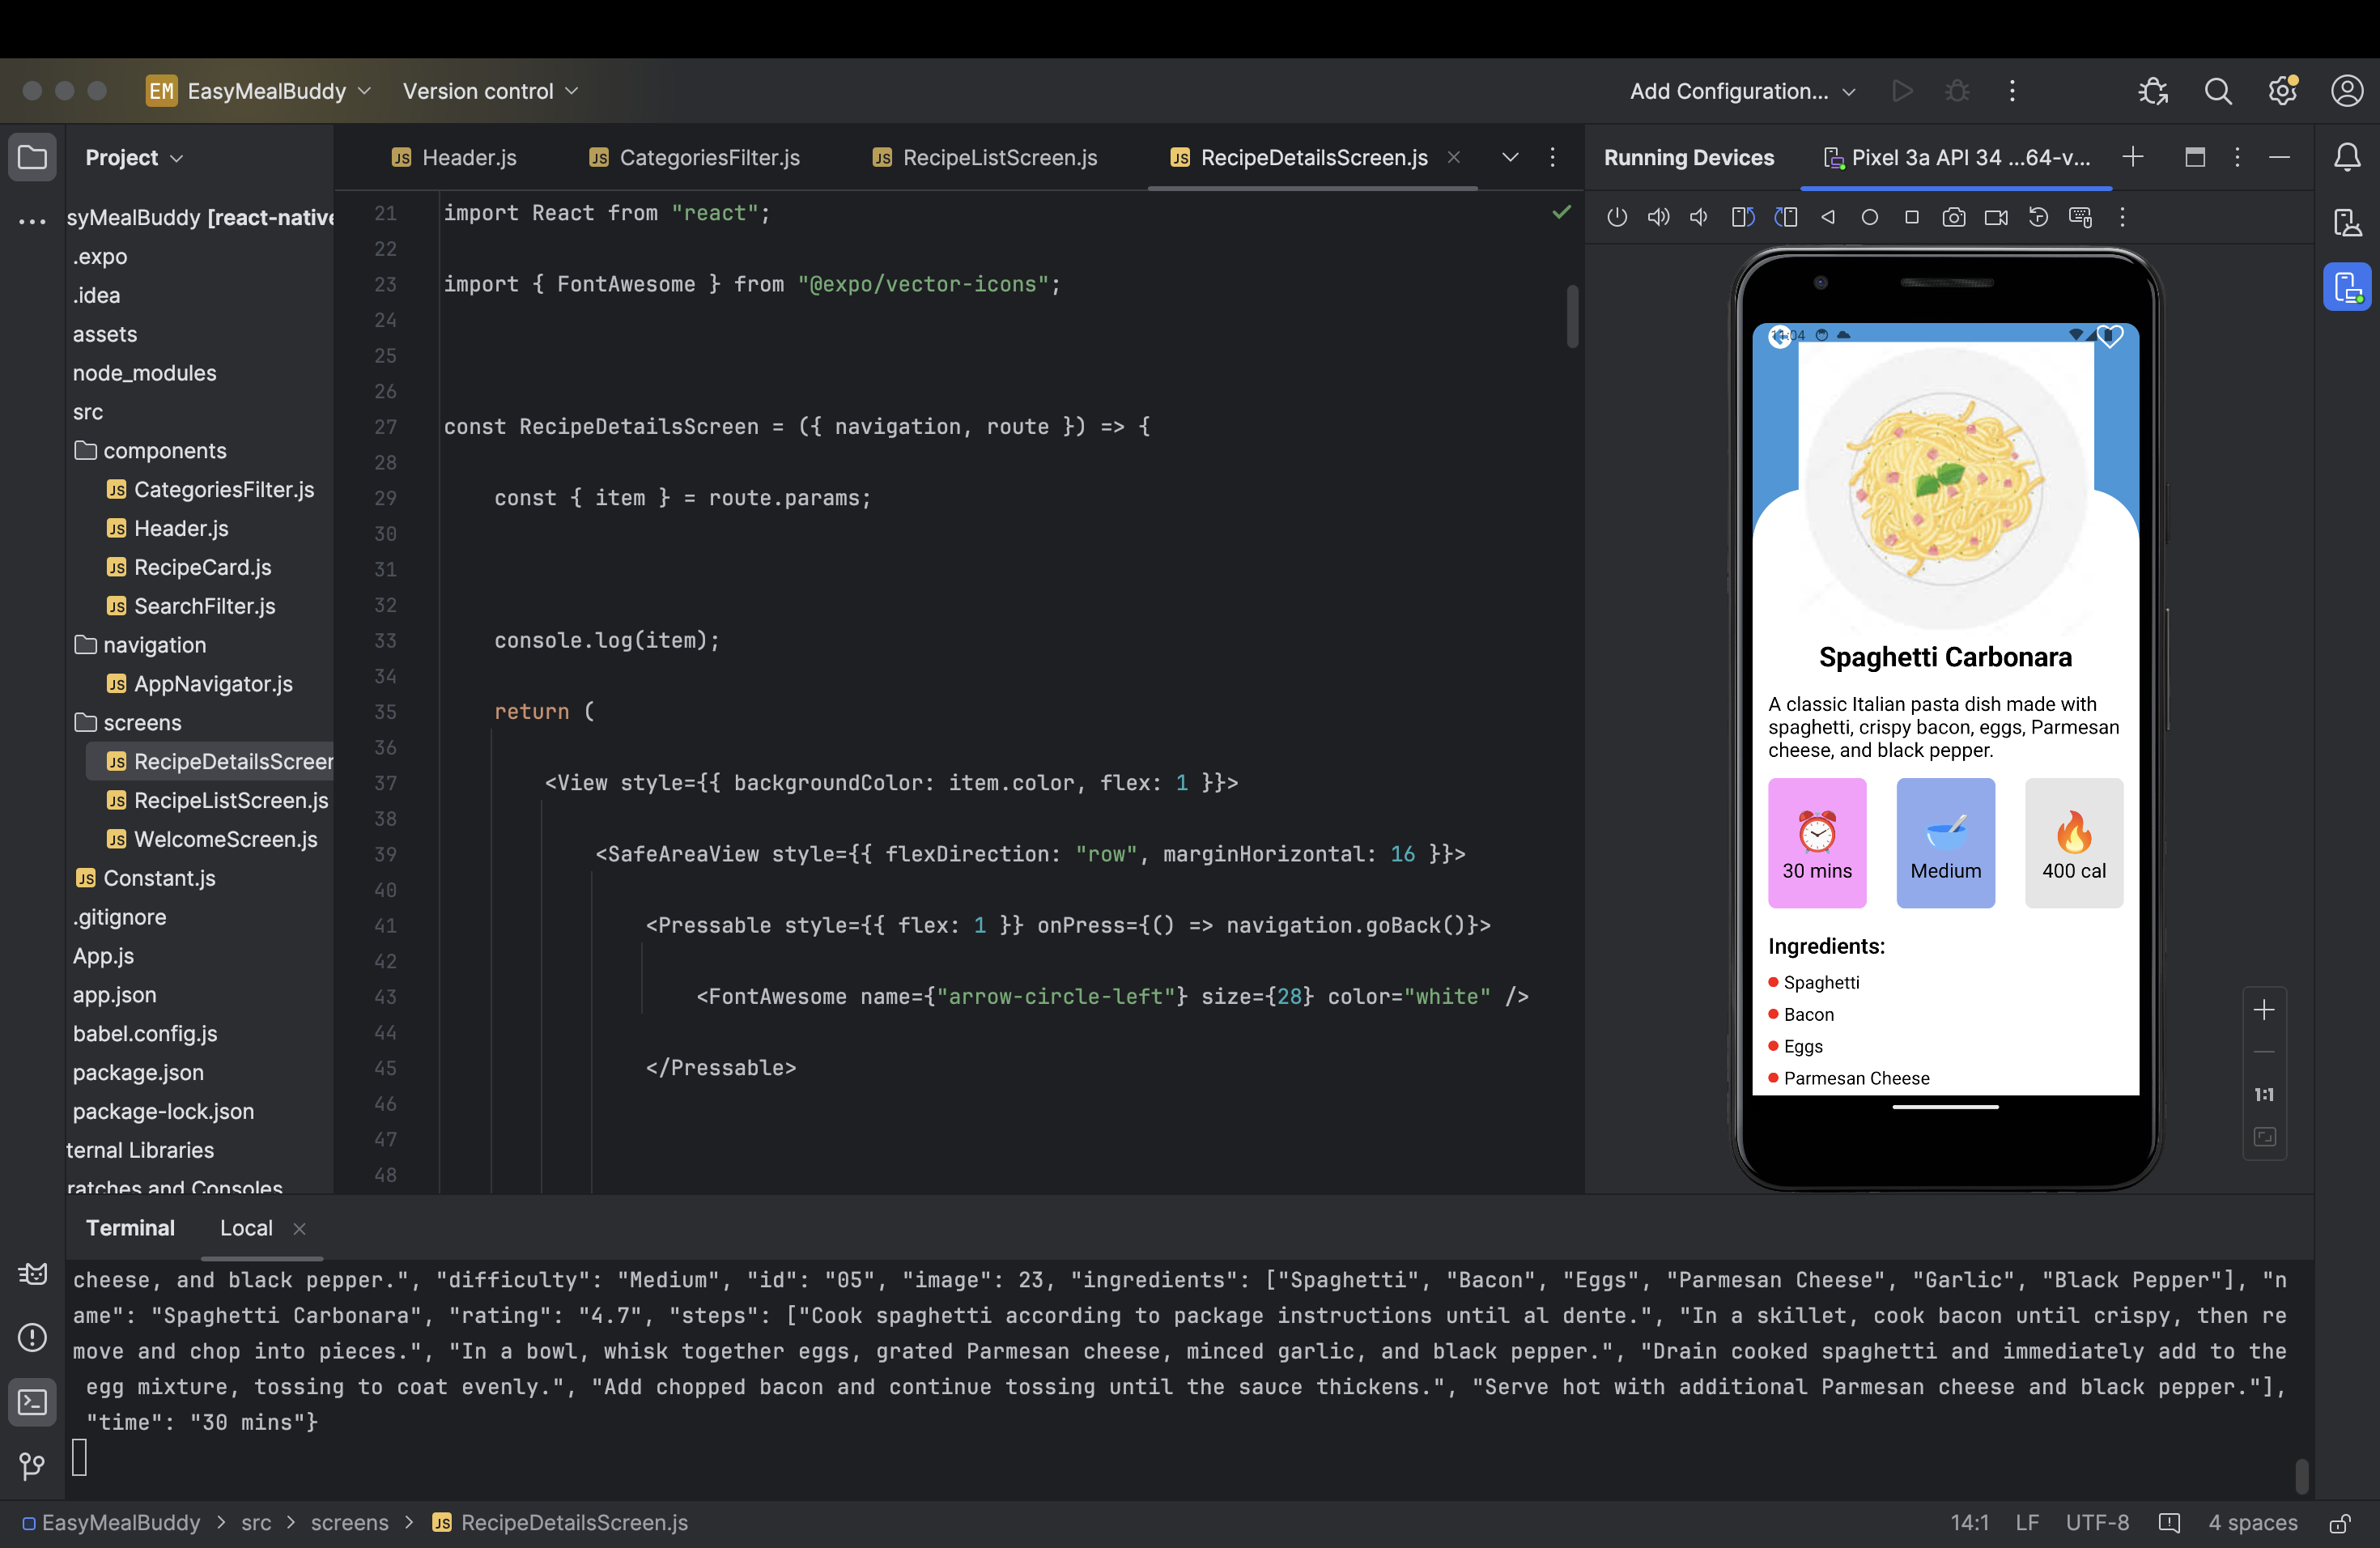 EM EasyMealBuddy Version control Add Configuration...
Project
syMealBuddy [react-native
.expo
.idea
assets
node_modules
src
components
JS CategoriesFilter.js
JS Header.js
JS RecipeCard.js
JS SearchFilter.js
navigation
JS AppNavigator.js
screens
JS RecipeDetailsScreen
JS RecipeListScreen.js
JS WelcomeScreen.js
JS Constant.js
.gitignore
App.js
app.json
babel.config.js
package.json
package-lock.json
ternal Libraries
ratches and Consoles
JS Header.js JS CategoriesFilter.js JS RecipeListScreen.js JS RecipeDetailsScreen.js
21 import React from "react";
22
23 import { FontAwesome } from "@expo/vector-icons";
24
25
26
27 const RecipeDetailsScreen = ({ navigation, route }) => {
28
29 const { item } = route.params;
30
31
32
33 console.log(item);
34
35 return (
36
37 <View style={{ backgroundColor: item.color, flex: 1 }}>
38
39 <SafeAreaView style={{ flexDirection: "row", marginHorizontal: 16 }}>
40
41 <Pressable style={{ flex: 1 }} onPress={() => navigation.goBack()}>
42
43 <FontAwesome name={"arrow-circle-left"} size={28} color="white" />
44
45 </Pressable>
46
47
48
Running Devices Pixel 3a API 34 ...64-v...
Spaghetti Carbonara
A classic Italian pasta dish made with
spaghetti, crispy bacon, eggs, Parmesan
cheese, and black pepper.
30 mins Medium 400 cal
Ingredients:
Spaghetti
Bacon
Eggs
Parmesan Cheese
1:1
Terminal Local
cheese, and black pepper.", "difficulty": "Medium", "id": "05", "image": 23, "ingredients": ["Spaghetti", "Bacon", "Eggs", "Parmesan Cheese", "Garlic", "Black Pepper"], "n
ame": "Spaghetti Carbonara", "rating": "4.7", "steps": ["Cook spaghetti according to package instructions until al dente.", "In a skillet, cook bacon until crispy, then re
move and chop into pieces.", "In a bowl, whisk together eggs, grated Parmesan cheese, minced garlic, and black pepper.", "Drain cooked spaghetti and immediately add to the
egg mixture, tossing to coat evenly.", "Add chopped bacon and continue tossing until the sauce thickens.", "Serve hot with additional Parmesan cheese and black pepper."],
"time": "30 mins"}
EasyMealBuddy > src > screens > JS RecipeDetailsScreen.js 14:1 LF UTF-8 4 spaces